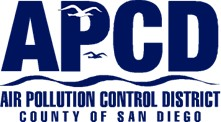 APCD
AIR POLLUTION CONTROL DISTRICT
COUNTY OF SAN DIEGO